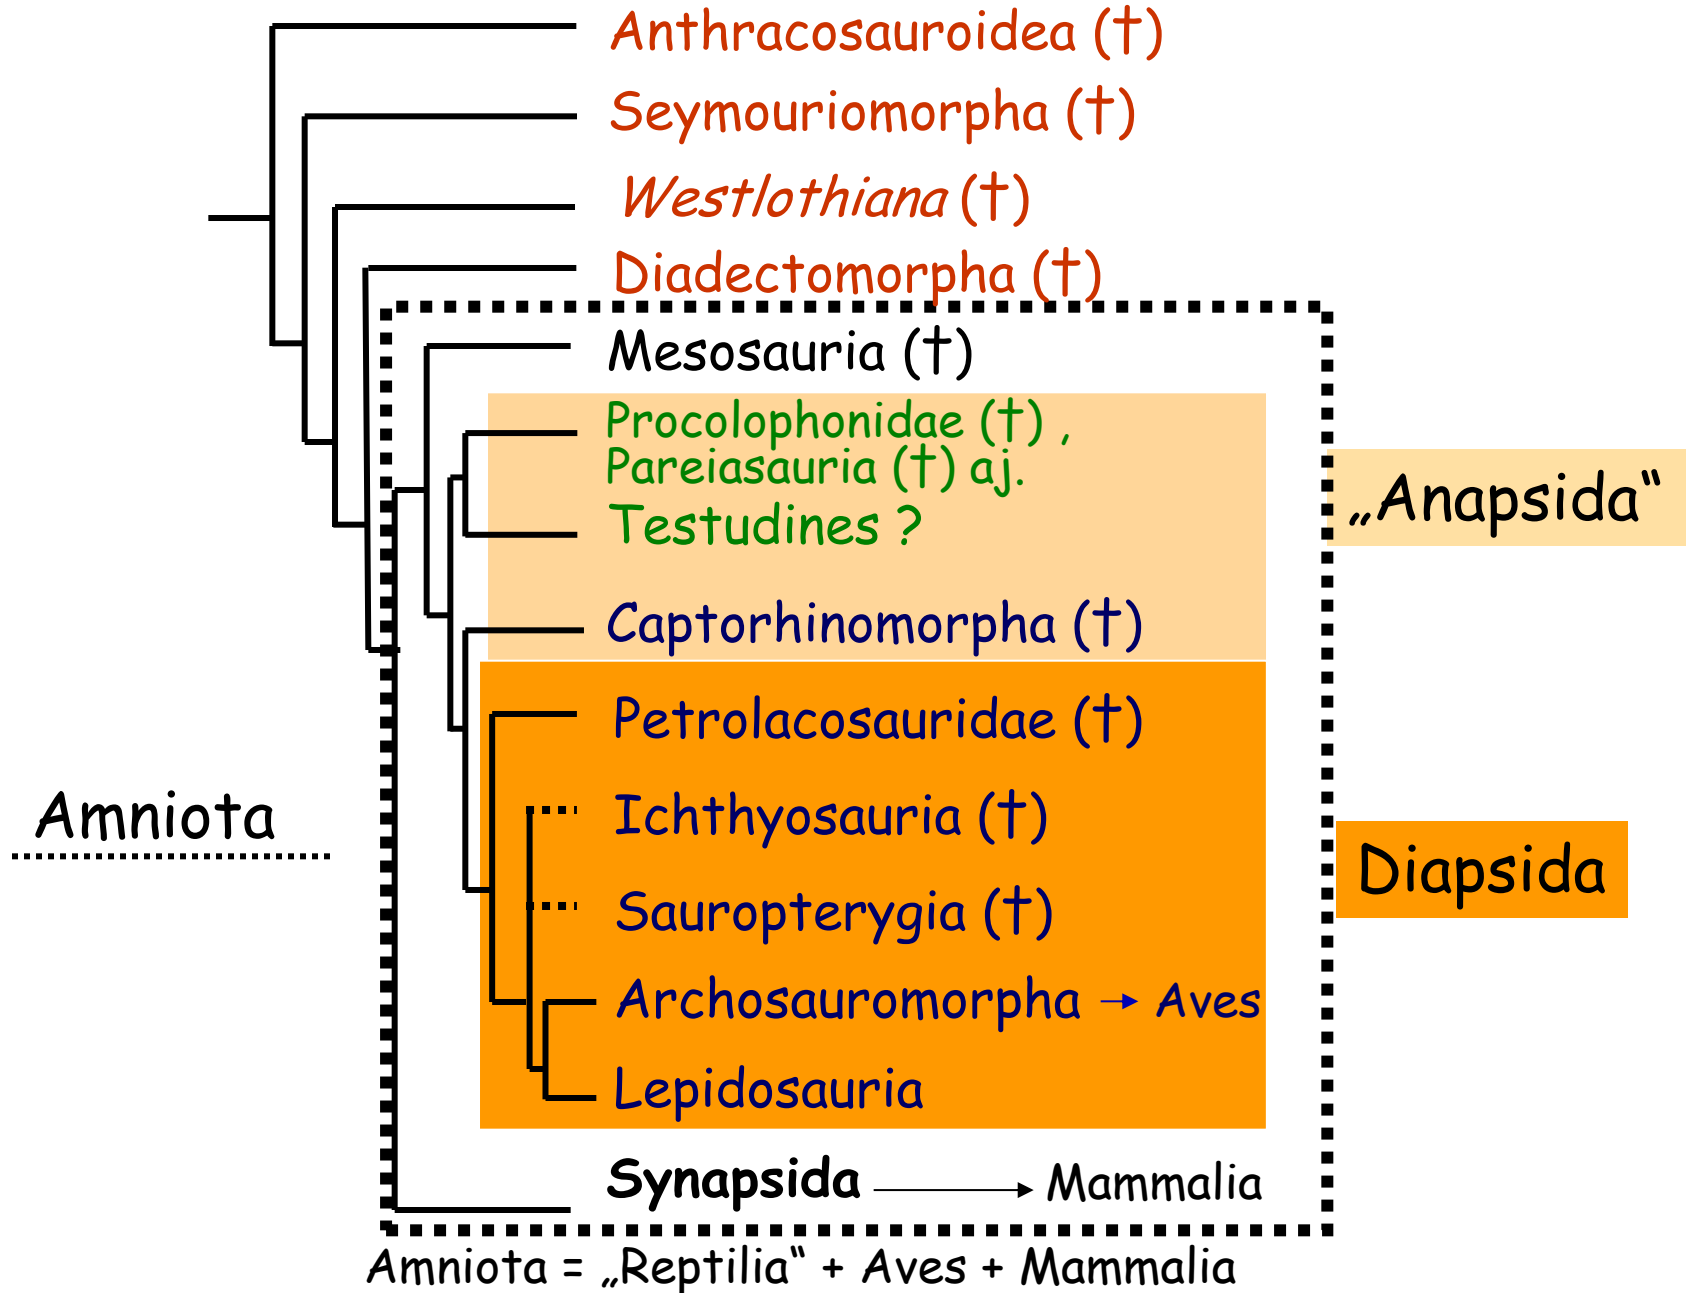 Anthracosauroidea (†)
Seymouriomorpha (†)
Westlothiana (†)
Diadectomorpha (†)
Mesosauria (†)
Procolophonidae (†) ,
Pareiasauria (†) aj.
Testudines ?
„Anapsida“
Captorhinomorpha (†)
Petrolacosauridae (†)
Ichthyosauria (†)
Amniota
Diapsida
Sauropterygia (†)
Archosauromorpha → Aves
Lepidosauria
Synapsida → Mammalia
Amniota = „Reptilia“ + Aves + Mammalia